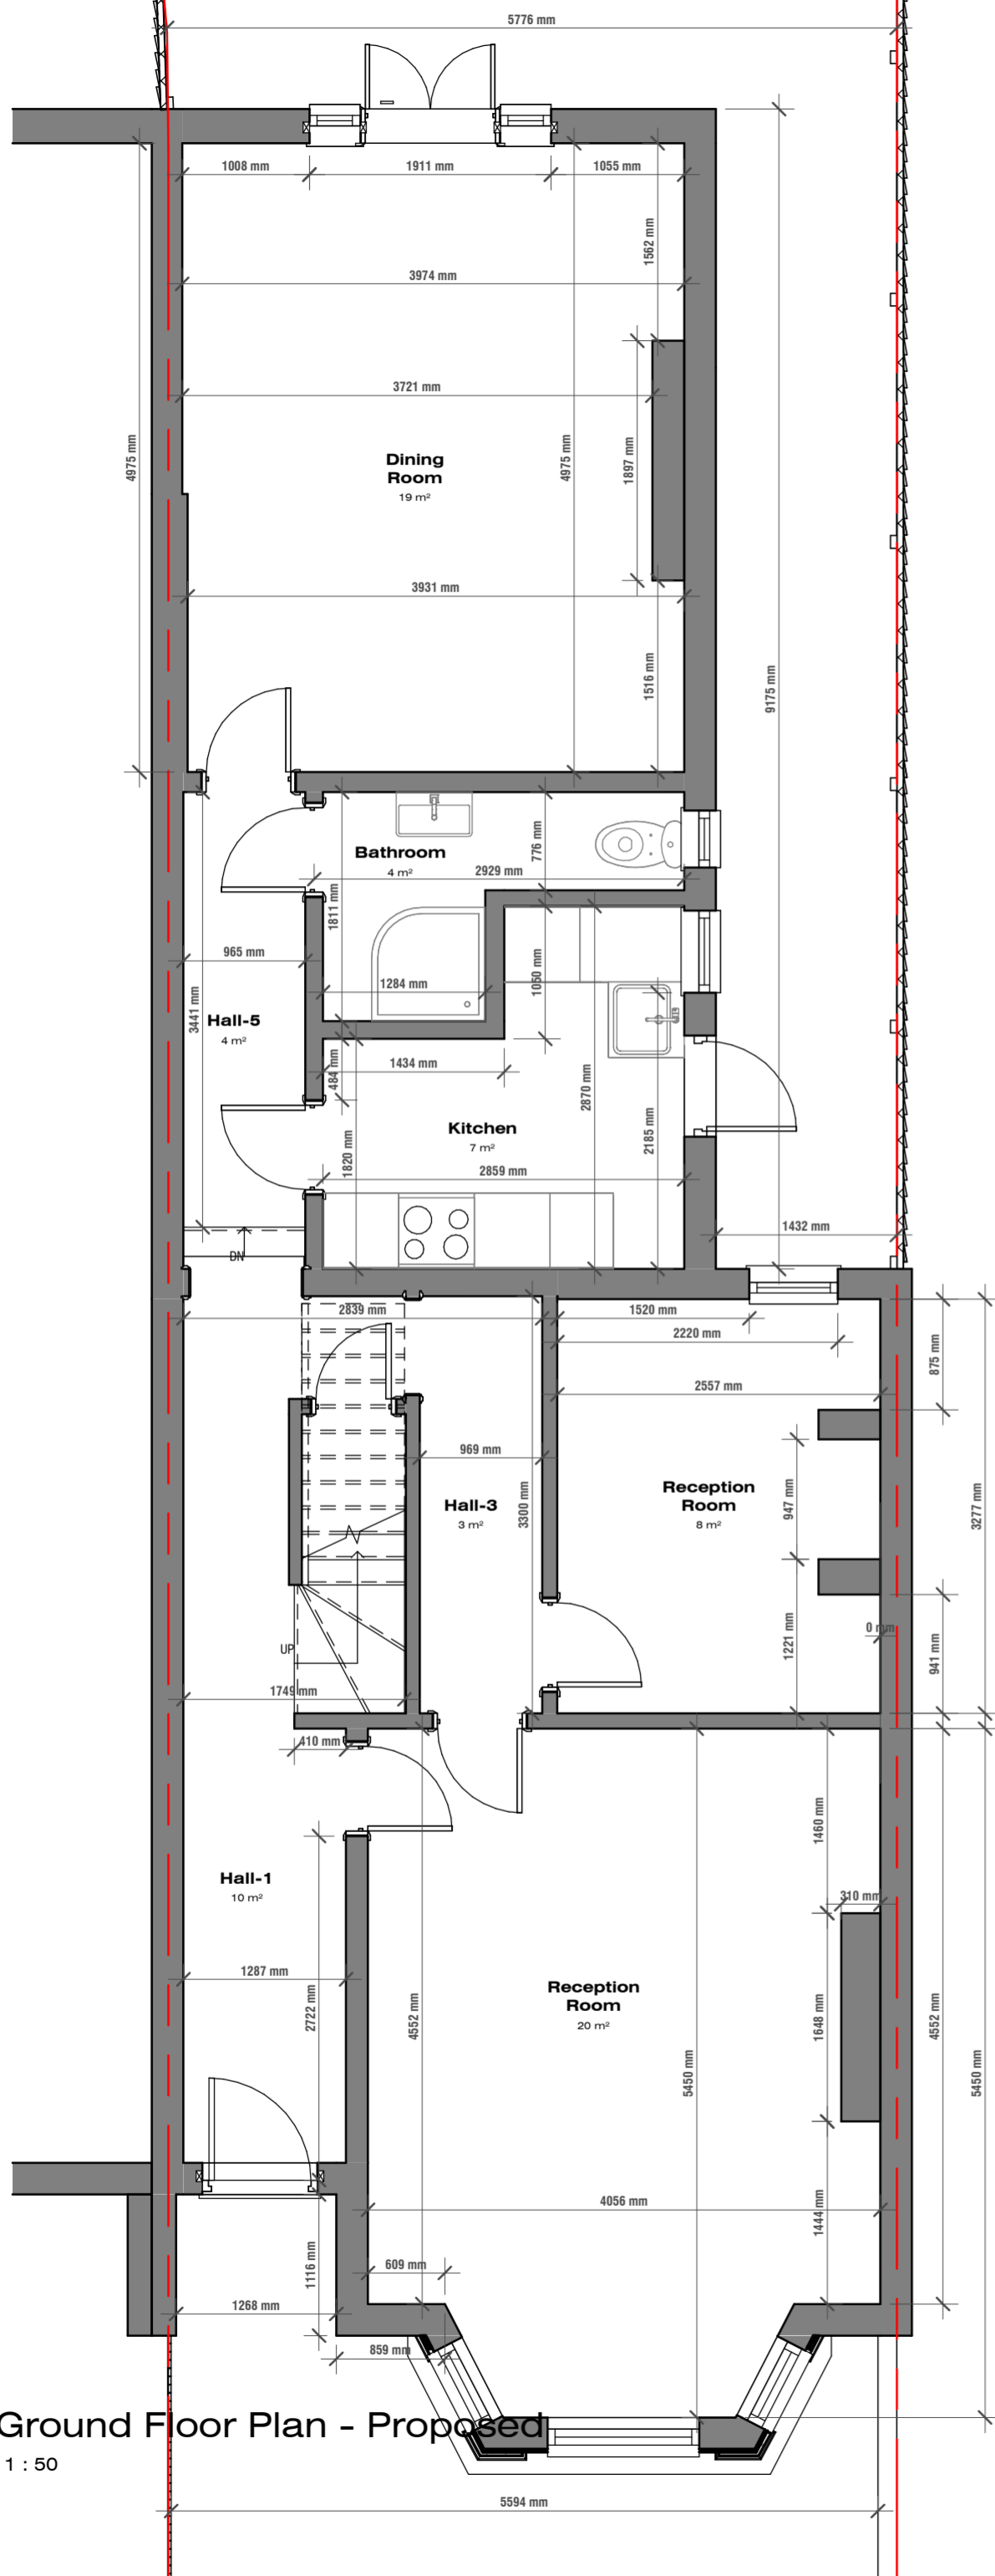 5776 mm
1008 mm
1911 mm
1055 mm
1562 mm
3974 mm
3721 mm
4975 mm
4975 mm
1897 mm
Dining
Room
19 m²
3931 mm
1516 mm
9175 mm
776 mm
Bathroom
4 m²
2929 mm
1811 mm
965 mm
1284 mm
1050 mm
3441 mm
Hall-5
4 m²
484 mm
1434 mm
2870 mm
2185 mm
Kitchen
7 m²
1820 mm
2859 mm
1432 mm
DN
2839 mm
1520 mm
2220 mm
875 mm
2557 mm
969 mm
947 mm
Reception
Room
8 m²
Hall-3
3 m²
3300 mm
3277 mm
0 mm
1221 mm
941 mm
UP
1749 mm
410 mm
1460 mm
Hall-1
10 m²
310 mm
1287 mm
2722 mm
Reception
Room
20 m²
4552 mm
1648 mm
4552 mm
5450 mm
5450 mm
4056 mm
1444 mm
609 mm
1116 mm
1268 mm
859 mm
Ground Floor Plan - Proposed
1 : 50
5594 mm